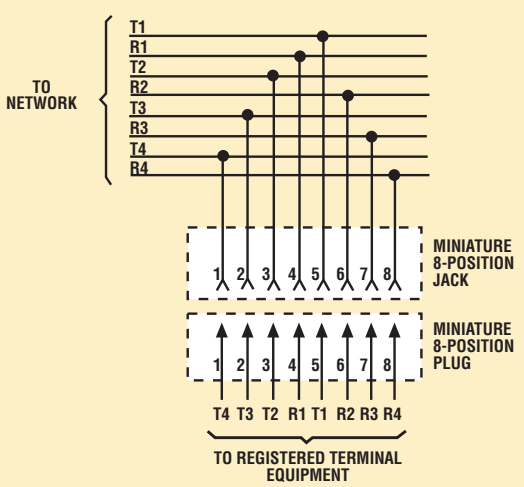 T1
R1
T2
R2
T3
R3
T4
R4
TO
NETWORK
1 2 3 4 5 6 7 8
MINIATURE
8-POSITION
JACK
1 2 3 4 5 6 7 8
MINIATURE
8-POSITION
PLUG
T4 T3 T2 R1 T1 R2 R3 R4
TO REGISTERED TERMINAL
EQUIPMENT